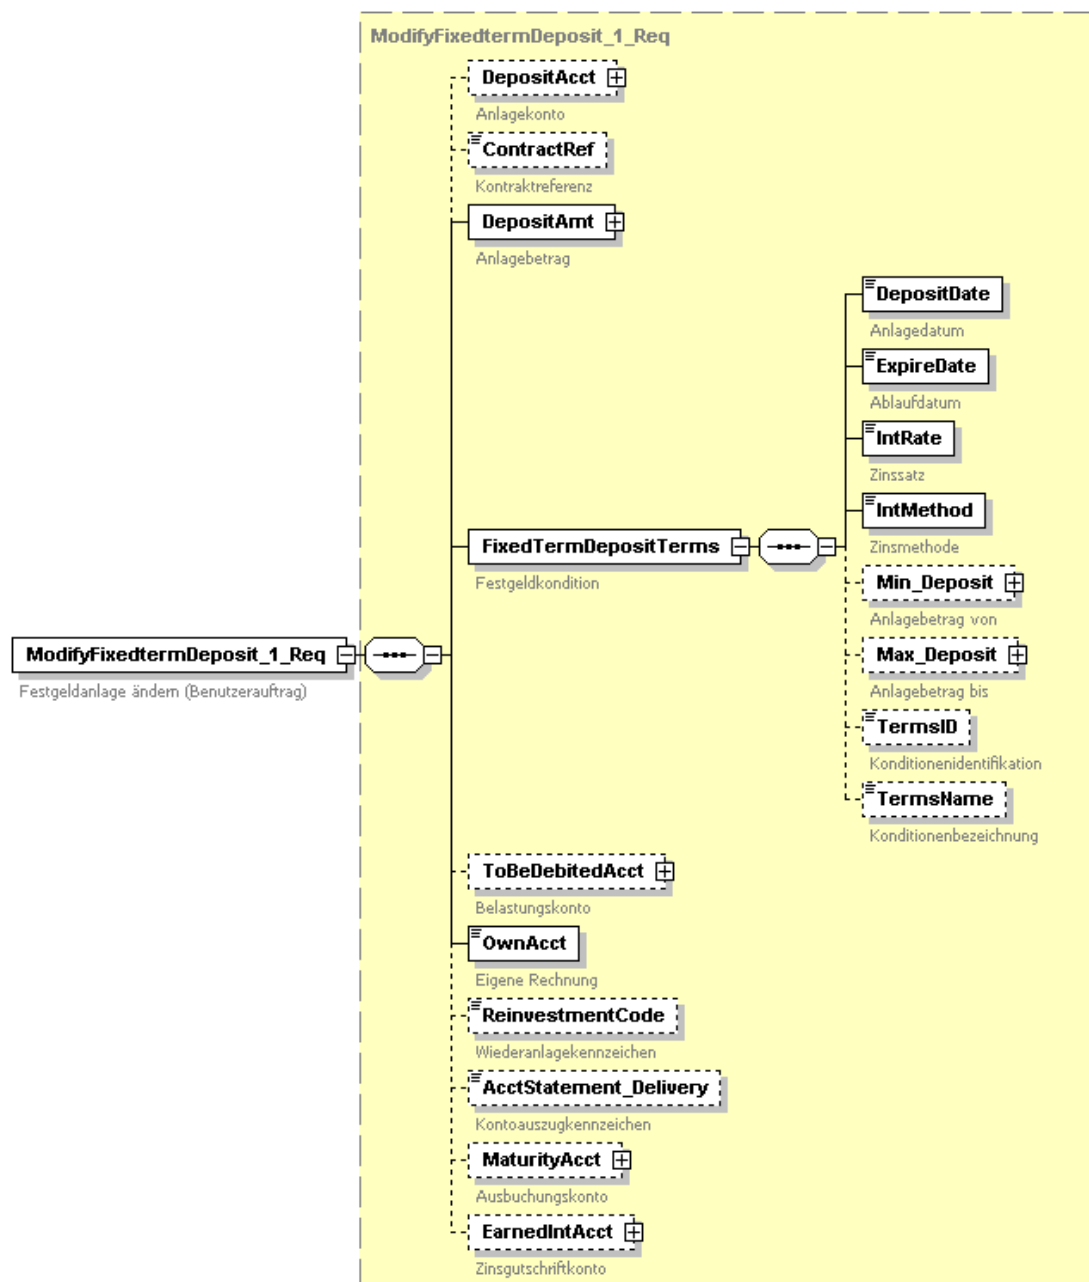 ModifyFixedtermDeposit_1_Req
DepositAcct
Anlagekonto
ContractRef
Kontraktreferenz
DepositAmt
Anlagebetrag
DepositDate
Anlagedatum
ExpireDate
Ablaufdatum
IntRate
Zinssatz
IntMethod
Zinsmethode
FixedTermDepositTerms
Festgeldkondition
Min_Deposit
Anlagebetrag von
Max_Deposit
Anlagebetrag bis
ModifyFixedtermDeposit_1_Req
Festgeldanlage ändern (Benutzerauftrag)
TermsID
Konditionenidentifikation
TermsName
Konditionenbezeichnung
ToBeDebitedAcct
Belastungskonto
OwnAcct
Eigene Rechnung
ReinvestmentCode
Wiederanlagekennzeichen
AcctStatement_Delivery
Kontoauszugkennzeichen
MaturityAcct
Ausbuchungskonto
EarnedIntAcct
Zinsgutschriftkonto